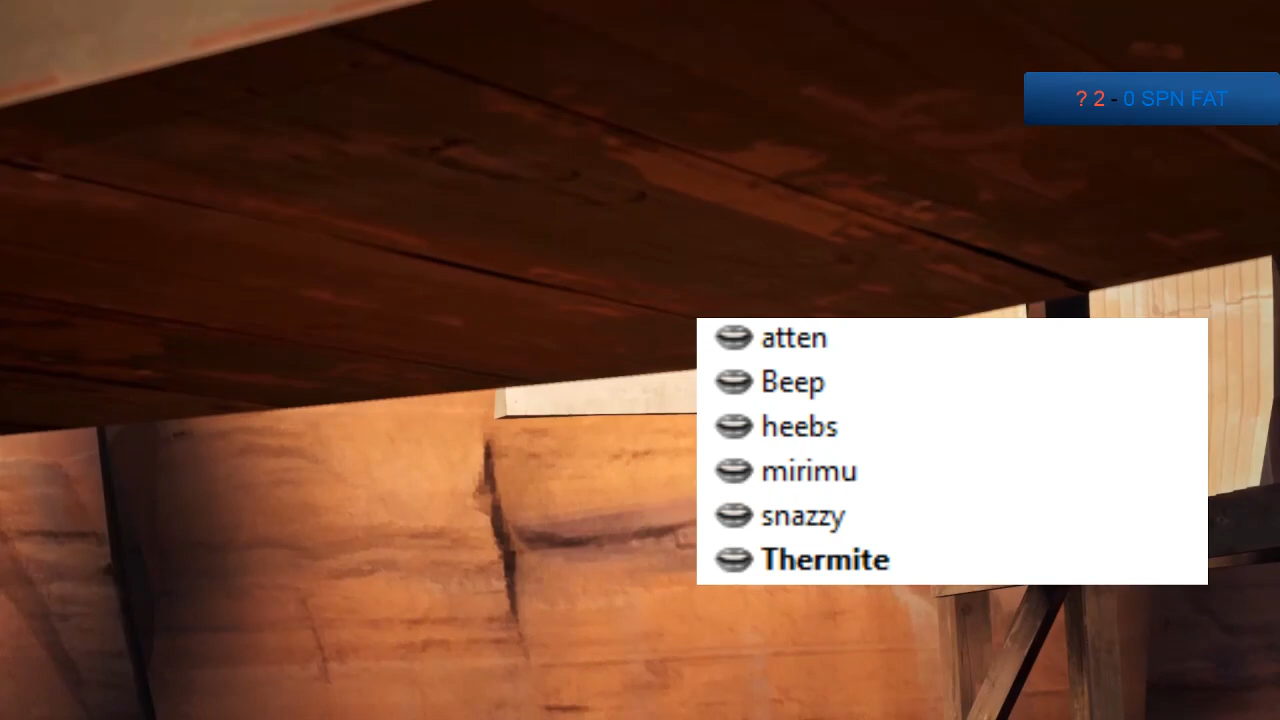 ? 2 - 0 SPN FAT
atten
Beep
heebs
mirimu
snazzy
Thermite